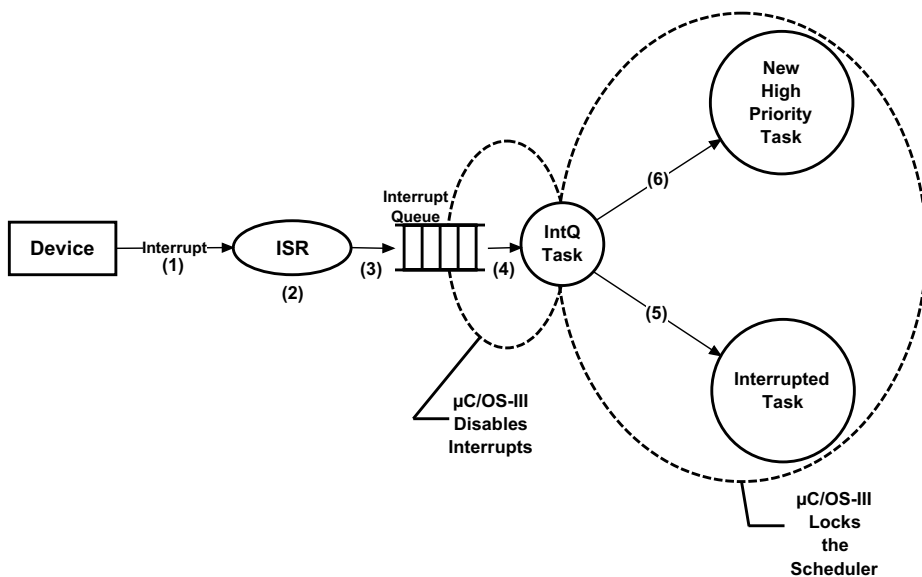 Device
Interrupt
(1)
ISR
(2)
(3)
Interrupt
Queue
(4)
IntQ
Task
(6)
New
High
Priority
Task
(5)
Interrupted
Task
µC/OS-III
Disables
Interrupts
µC/OS-III
Locks
the
Scheduler